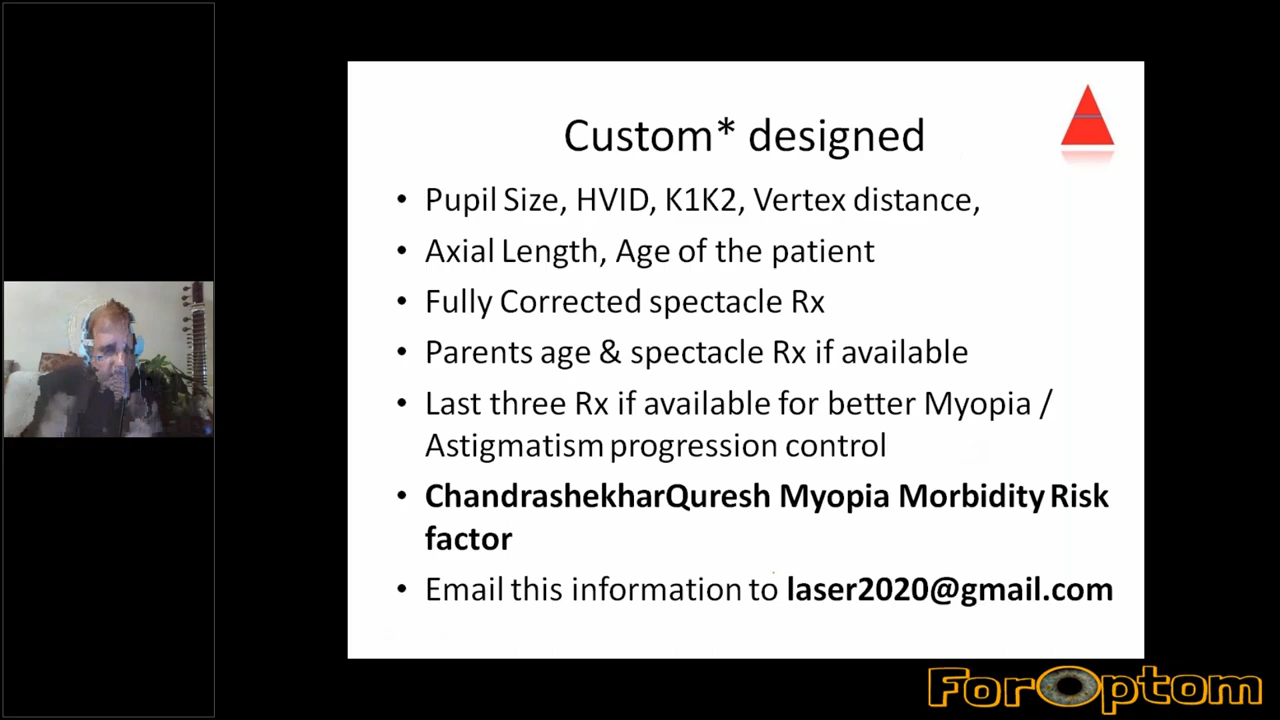 Custom* designed
• Pupil Size, HVID, K1K2, Vertex distance,
• Axial Length, Age of the patient
• Fully Corrected spectacle Rx
• Parents age & spectacle Rx if available
• Last three Rx if available for better Myopia /
Astigmatism progression control
• ChandrashekharQuresh Myopia Morbidity Risk
factor
• Email this information to laser2020@gmail.com
ForOptom